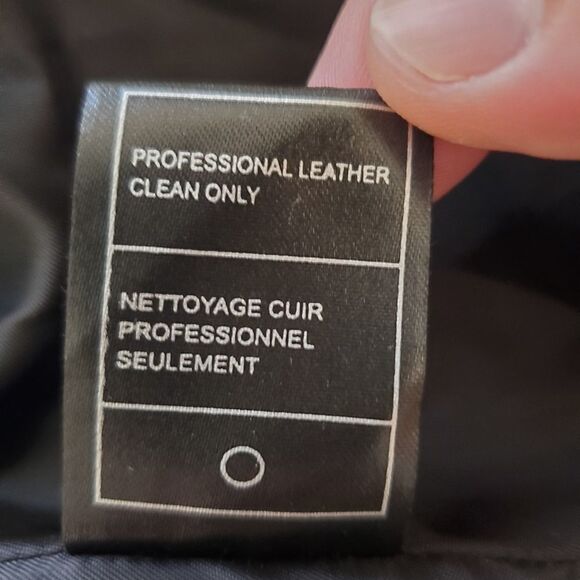 PROFESSIONAL LEATHER
CLEAN ONLY
NETTOYAGE CUIR
PROFESSIONNEL
SEULEMENT